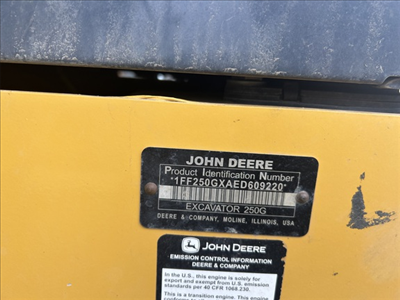 JOHN DEERE
Product Identification Number
*1FF250GXAED609220*
EXCAVATOR 250G
DEERE & COMPANY, MOLINE, ILLINOIS, USA
JOHN DEERE
EMISSION CONTROL INFORMATION
DEERE & COMPANY
In the U.S., this engine is solely for
export and exempt from U.S. emission
standards per 40 CFR 1068.230.
This is a transition engine. This engine